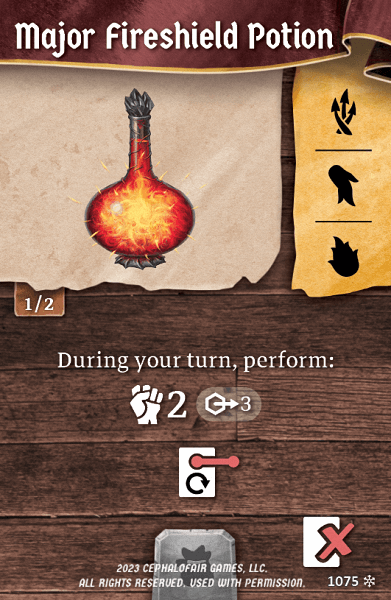 Major Fireshield Potion
1/2
During your turn, perform:
2 3
2023 CEPHALOFAIR GAMES, LLC.
ALL RIGHTS RESERVED. USED WITH PERMISSION.
1075